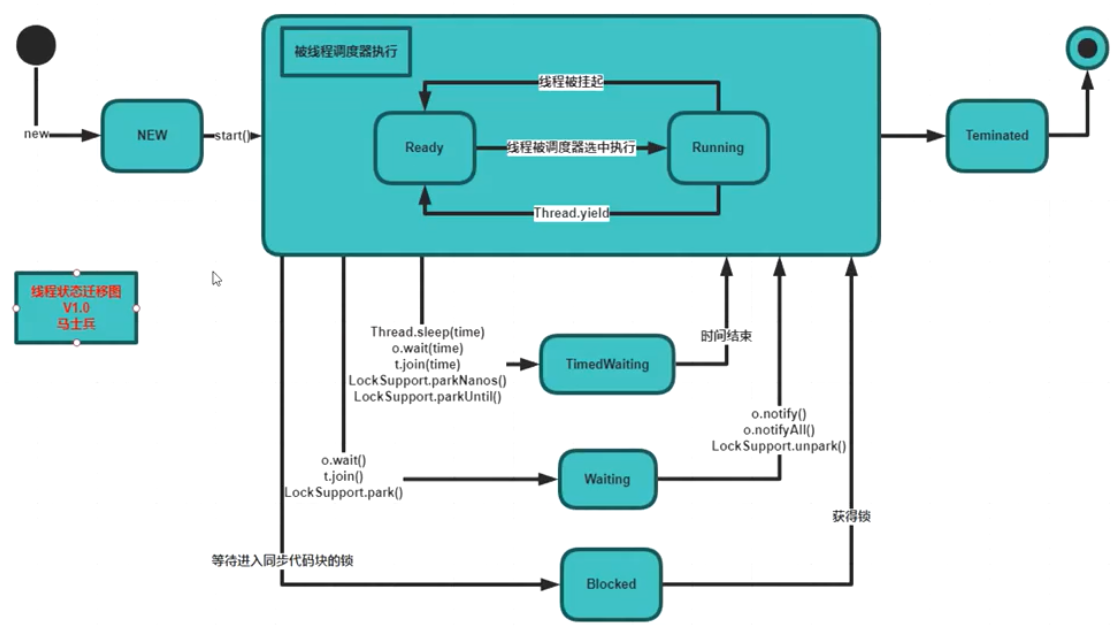 被线程调度器执行
线程被挂起
new
NEW
start()
Ready
线程被调度器选中执行
Running
Teminated
Thread.yield
线程状态迁移图
V1.0
马士兵
Thread.sleep(time)
o.wait(time)
t.join(time)
LockSupport.parkNanos()
LockSupport.parkUntil()
TimedWaiting
时间结束
o.notify()
o.notifyAll()
LockSupport.unpark()
o.wait()
t.join()
LockSupport.park()
Waiting
获得锁
等待进入同步代码块的锁
Blocked